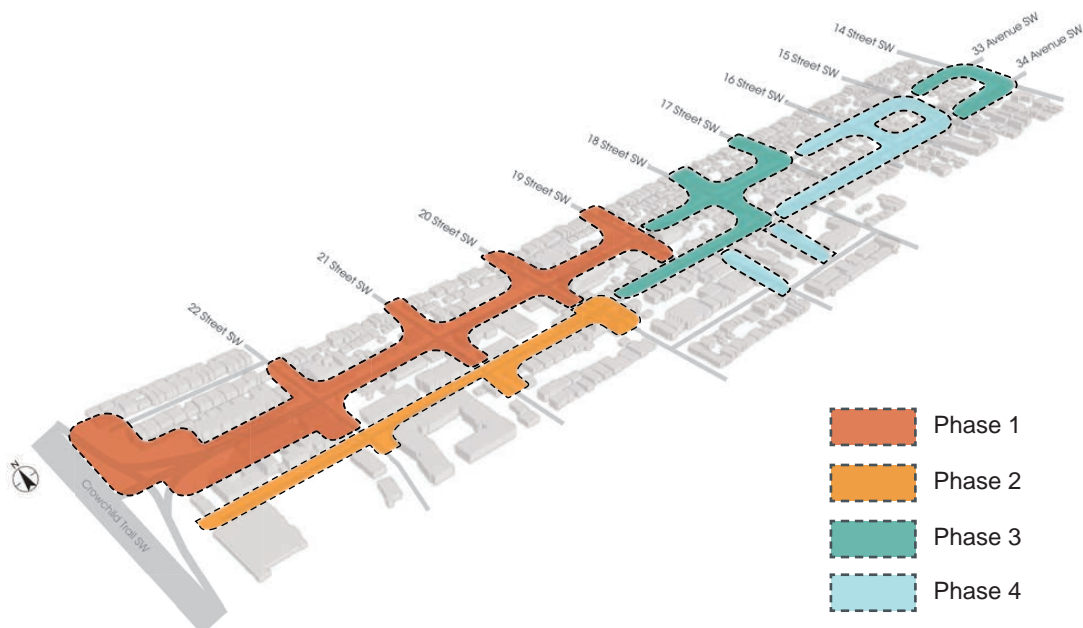 14 Street SW
33 Avenue SW
15 Street SW
34 Avenue SW
16 Street SW
17 Street SW
18 Street SW
19 Street SW
20 Street SW
21 Street SW
22 Street SW
N
Crowchild Trail SW
Phase 1
Phase 2
Phase 3
Phase 4